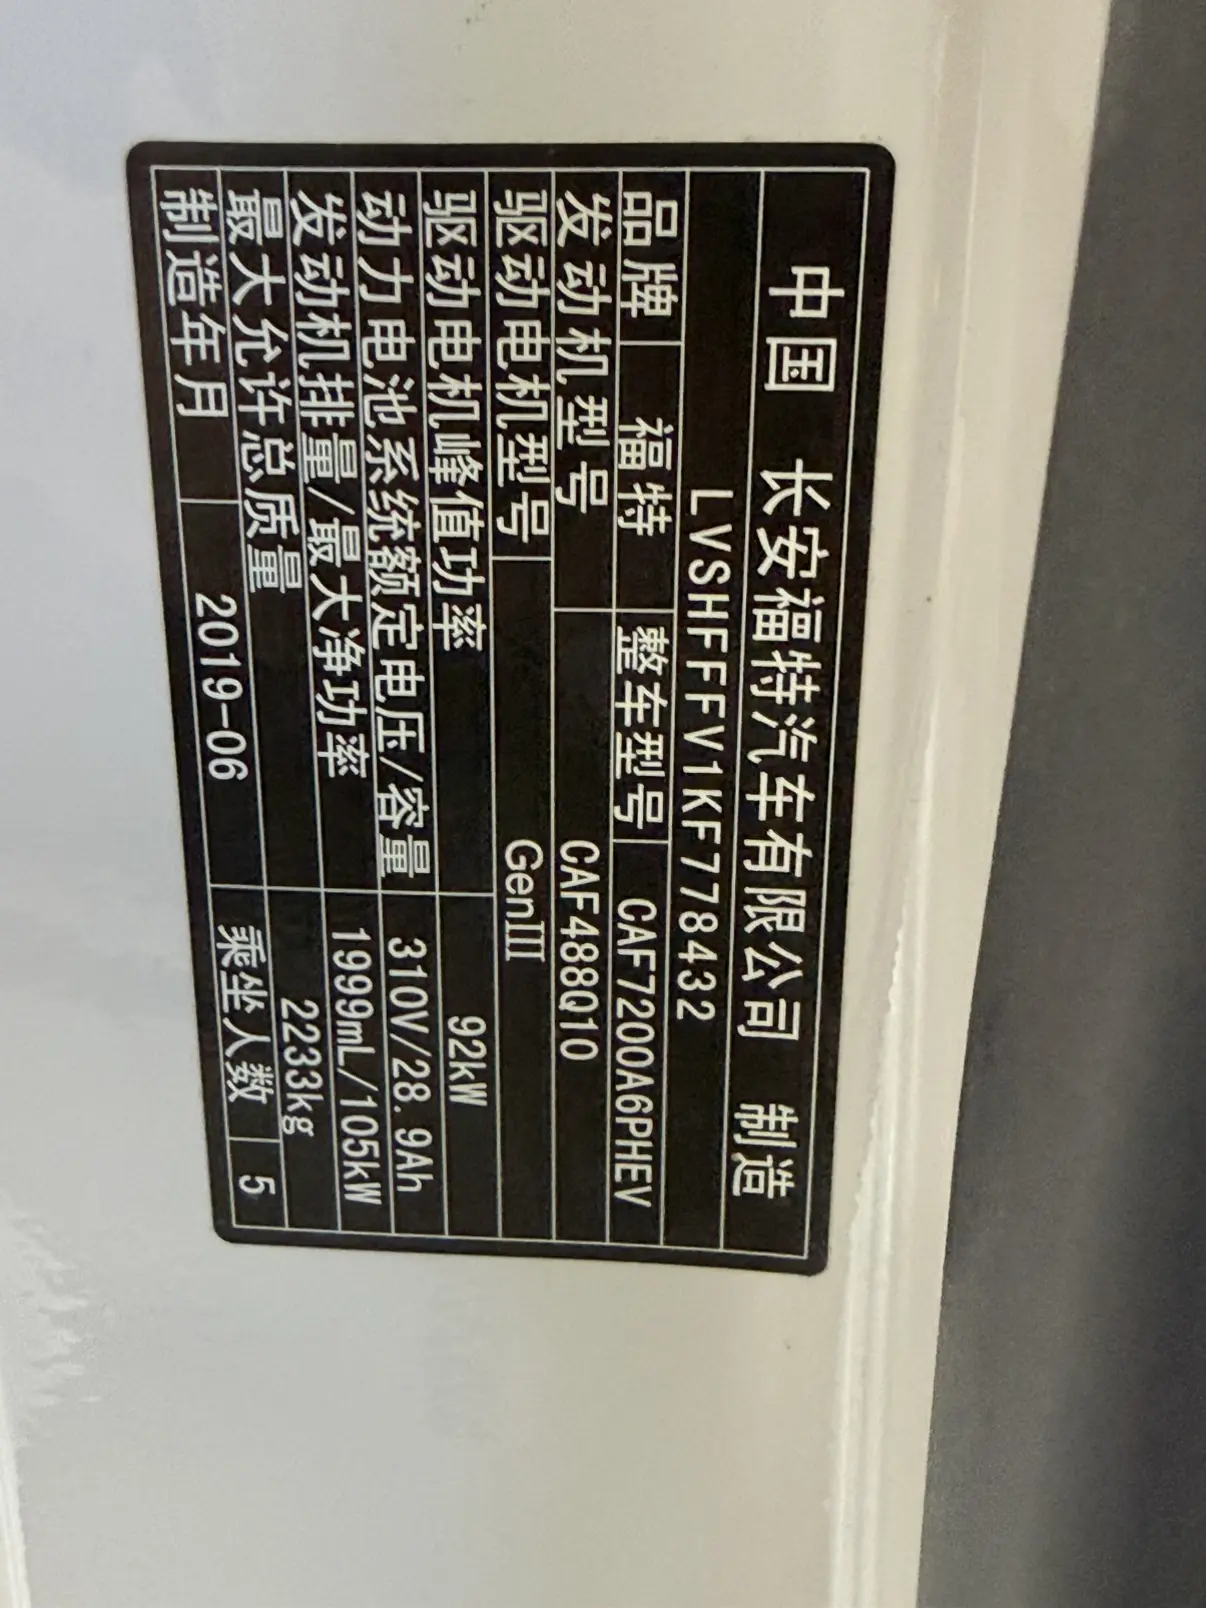 中国 长安福特汽车有限公司 制造
LVSHFFFV1KF778432
品牌 福特 整车型号 CAF7200A6PHEV
发动机型号 CAF488Q10
驱动电机型号 GenIII
驱动电机峰值功率 92kW
动力电池系统额定电压/容量 310V/28.9Ah
发动机排量/最大净功率 1999mL/105kW
最大允许总质量 2233kg
制造年月 2019-06 乘坐人数 5